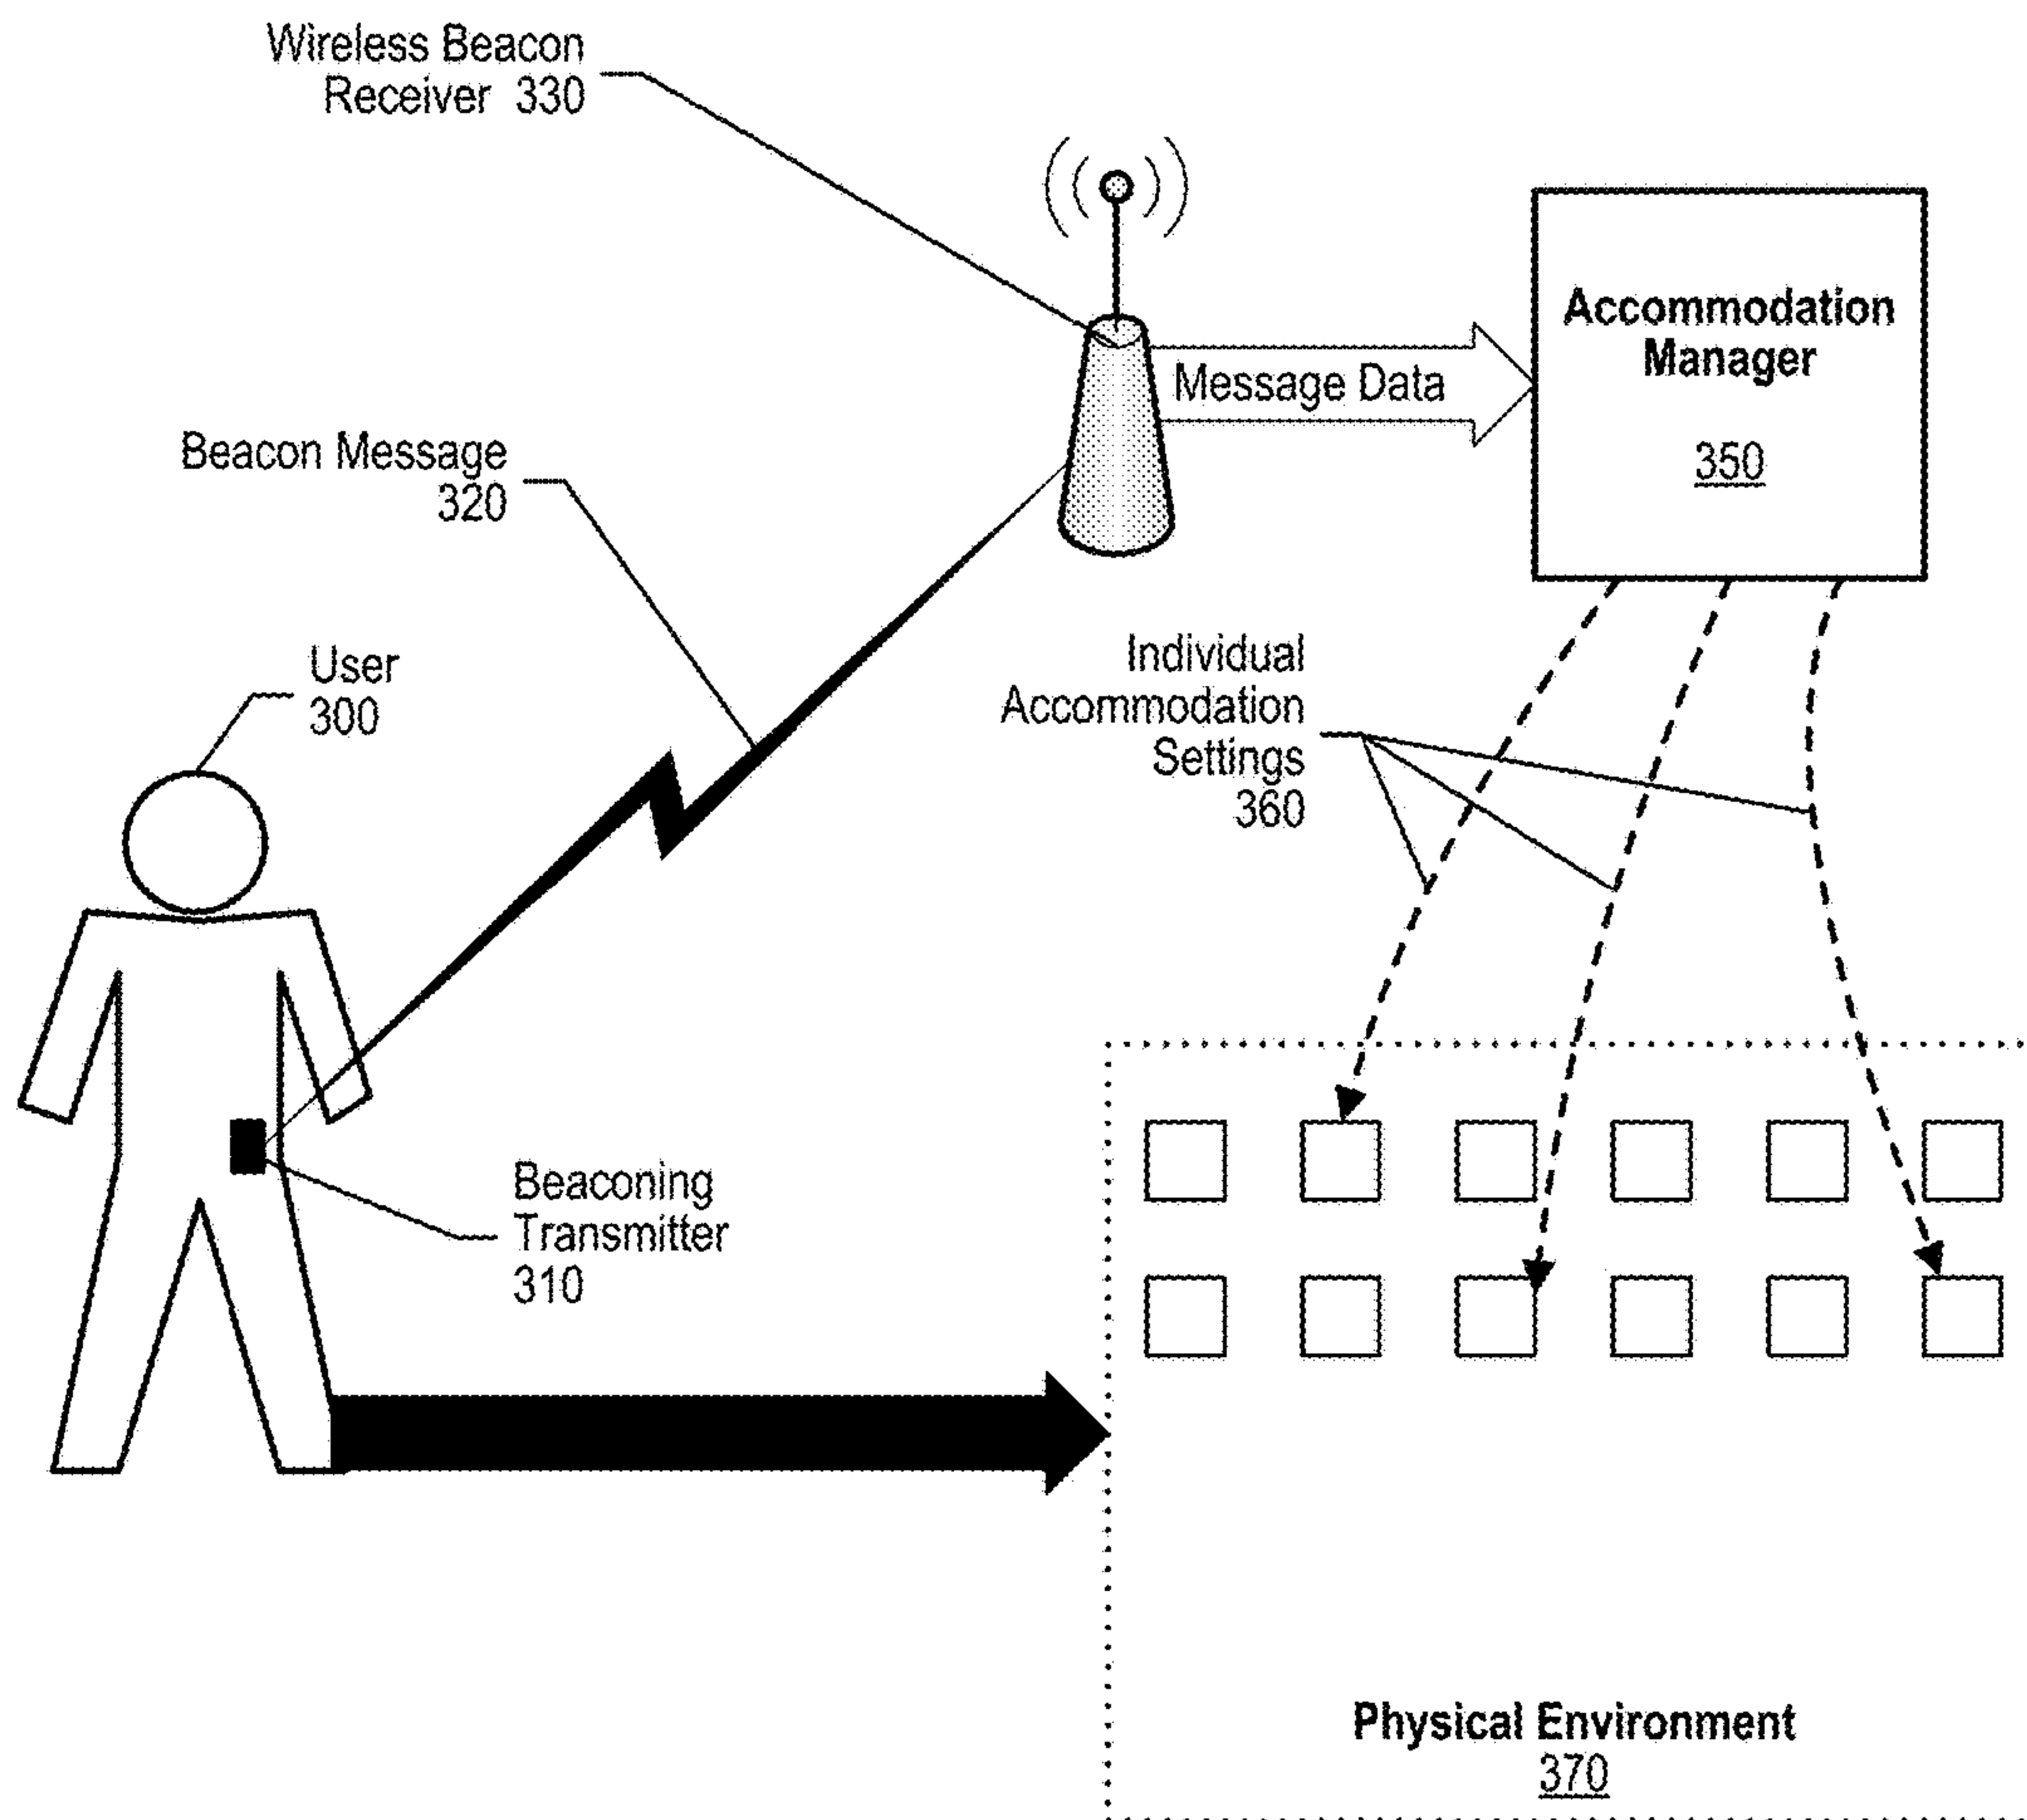 Wireless Beacon
Receiver 330
Accommodation
Manager
350
Message Data
Beacon Message
320
User
300
Individual
Accommodation
Settings
360
Beaconing
Transmitter
310
Physical Environment
370